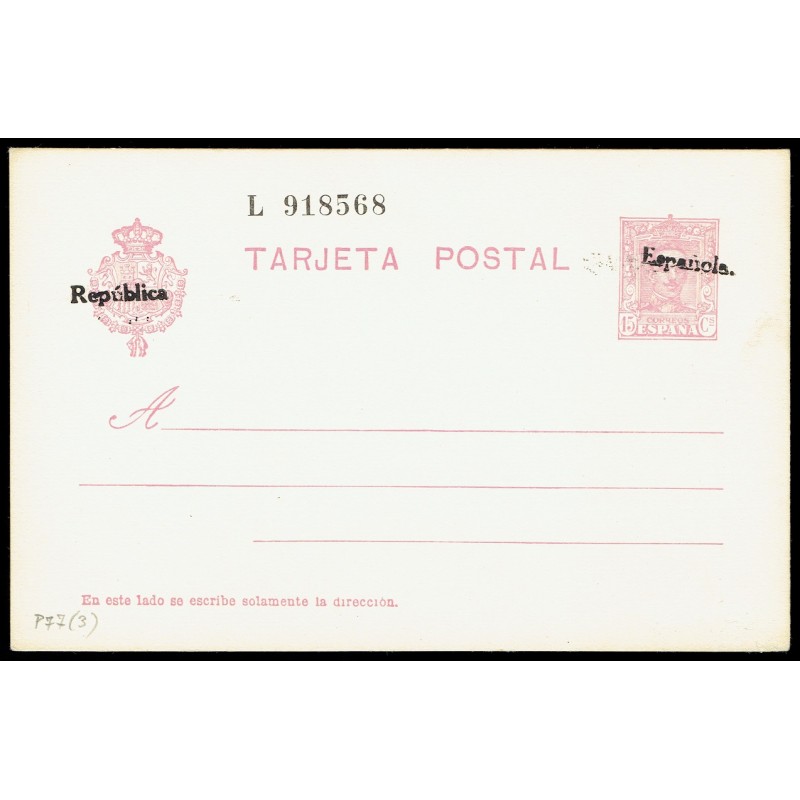 L 918568
TARJETA POSTAL
República
Española.
15 CORREOS Cs
ESPAÑA
A
En este lado se escribe solamente la dirección.
P77(3)